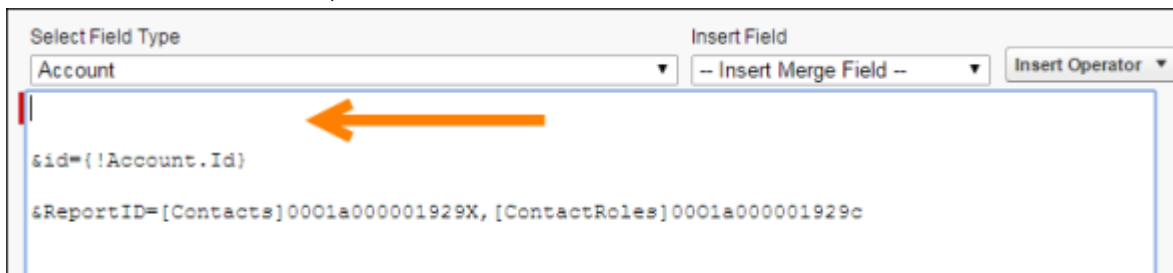 Select Field Type Insert Field
Account -- Insert Merge Field -- Insert Operator
&id={!Account.Id}
&ReportID=[Contacts]00O1a000001929X,[ContactRoles]00O1a000001929c